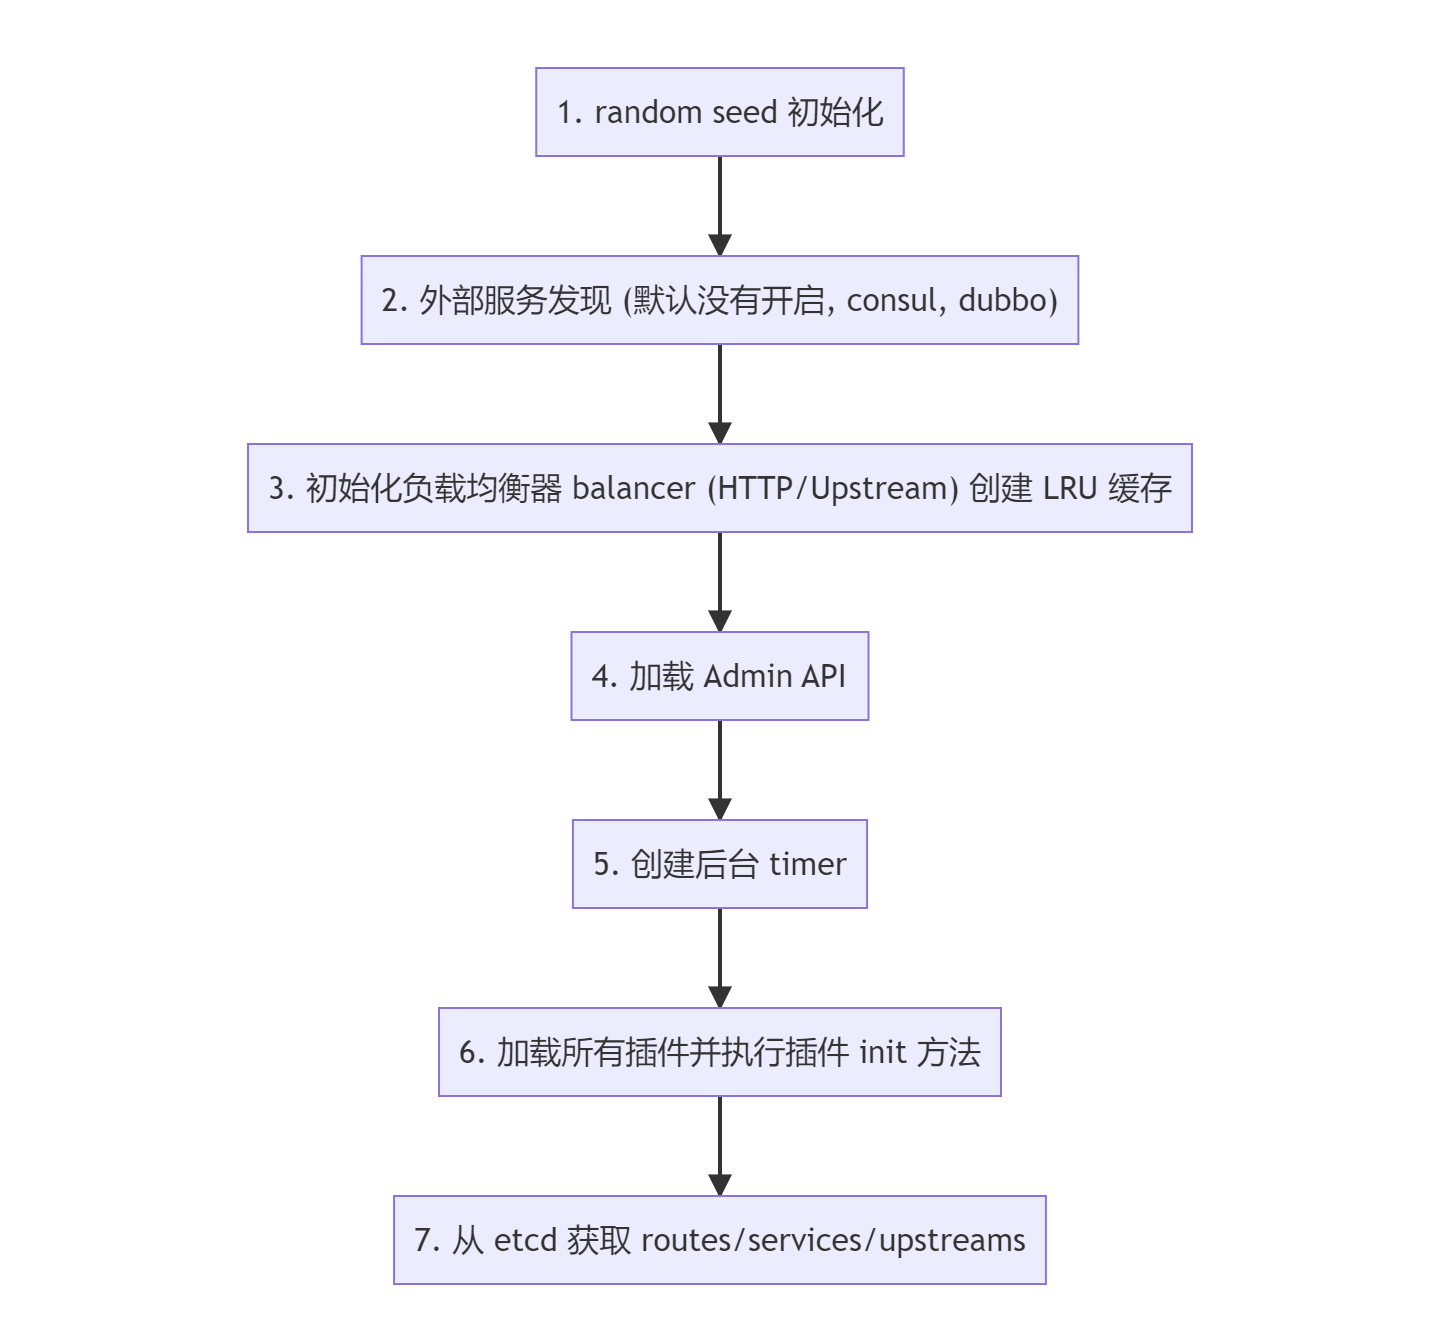 1. random seed 初始化
2. 外部服务发现 (默认没有开启, consul, dubbo)
3. 初始化负载均衡器 balancer (HTTP/Upstream) 创建 LRU 缓存
4. 加载 Admin API
5. 创建后台 timer
6. 加载所有插件并执行插件 init 方法
7. 从 etcd 获取 routes/services/upstreams